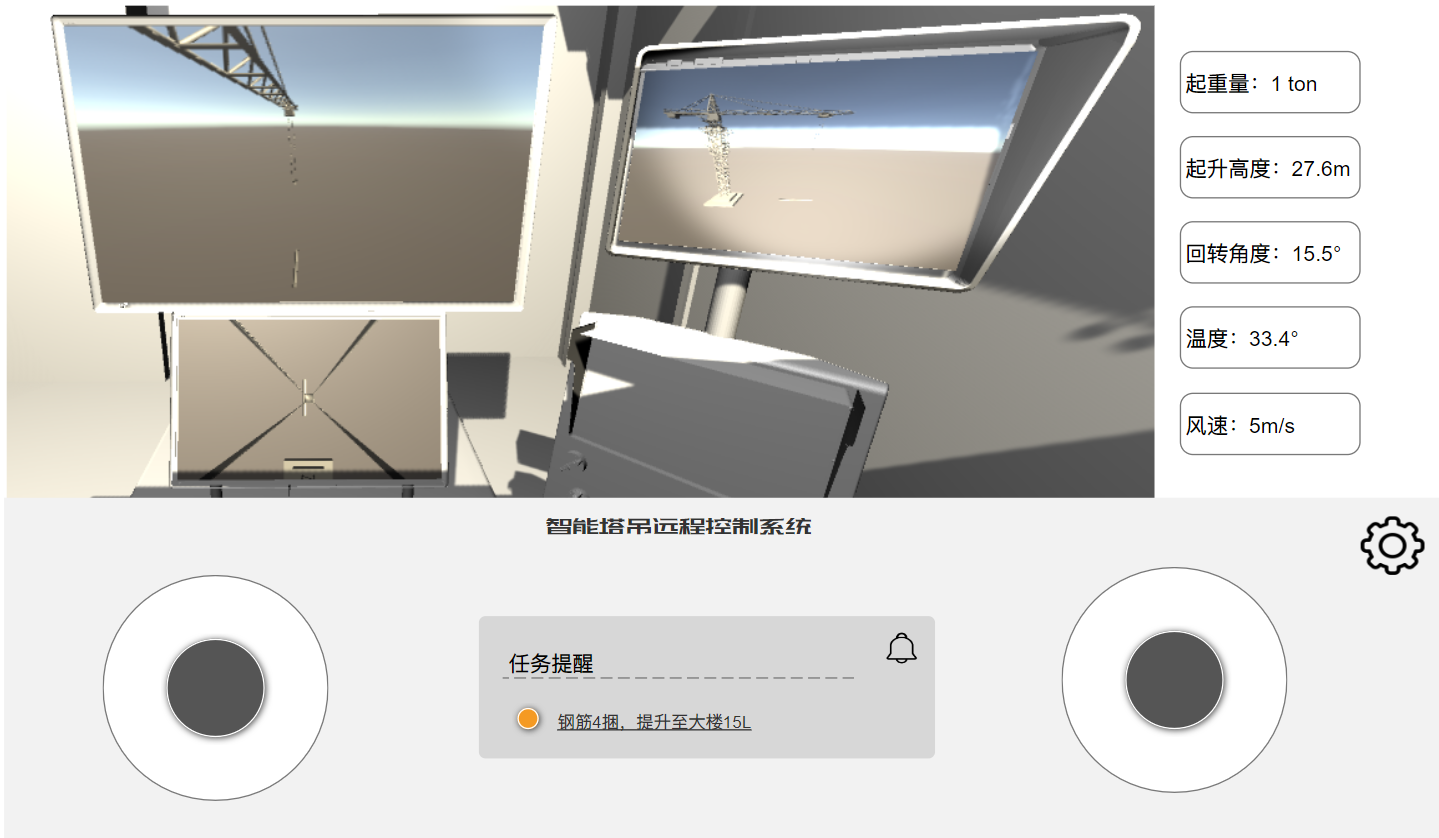 起重量：1 ton
起升高度：27.6m
回转角度：15.5°
温度：33.4°
风速：5m/s
智能塔吊远程控制系统
任务提醒
钢筋4捆，提升至大楼15L